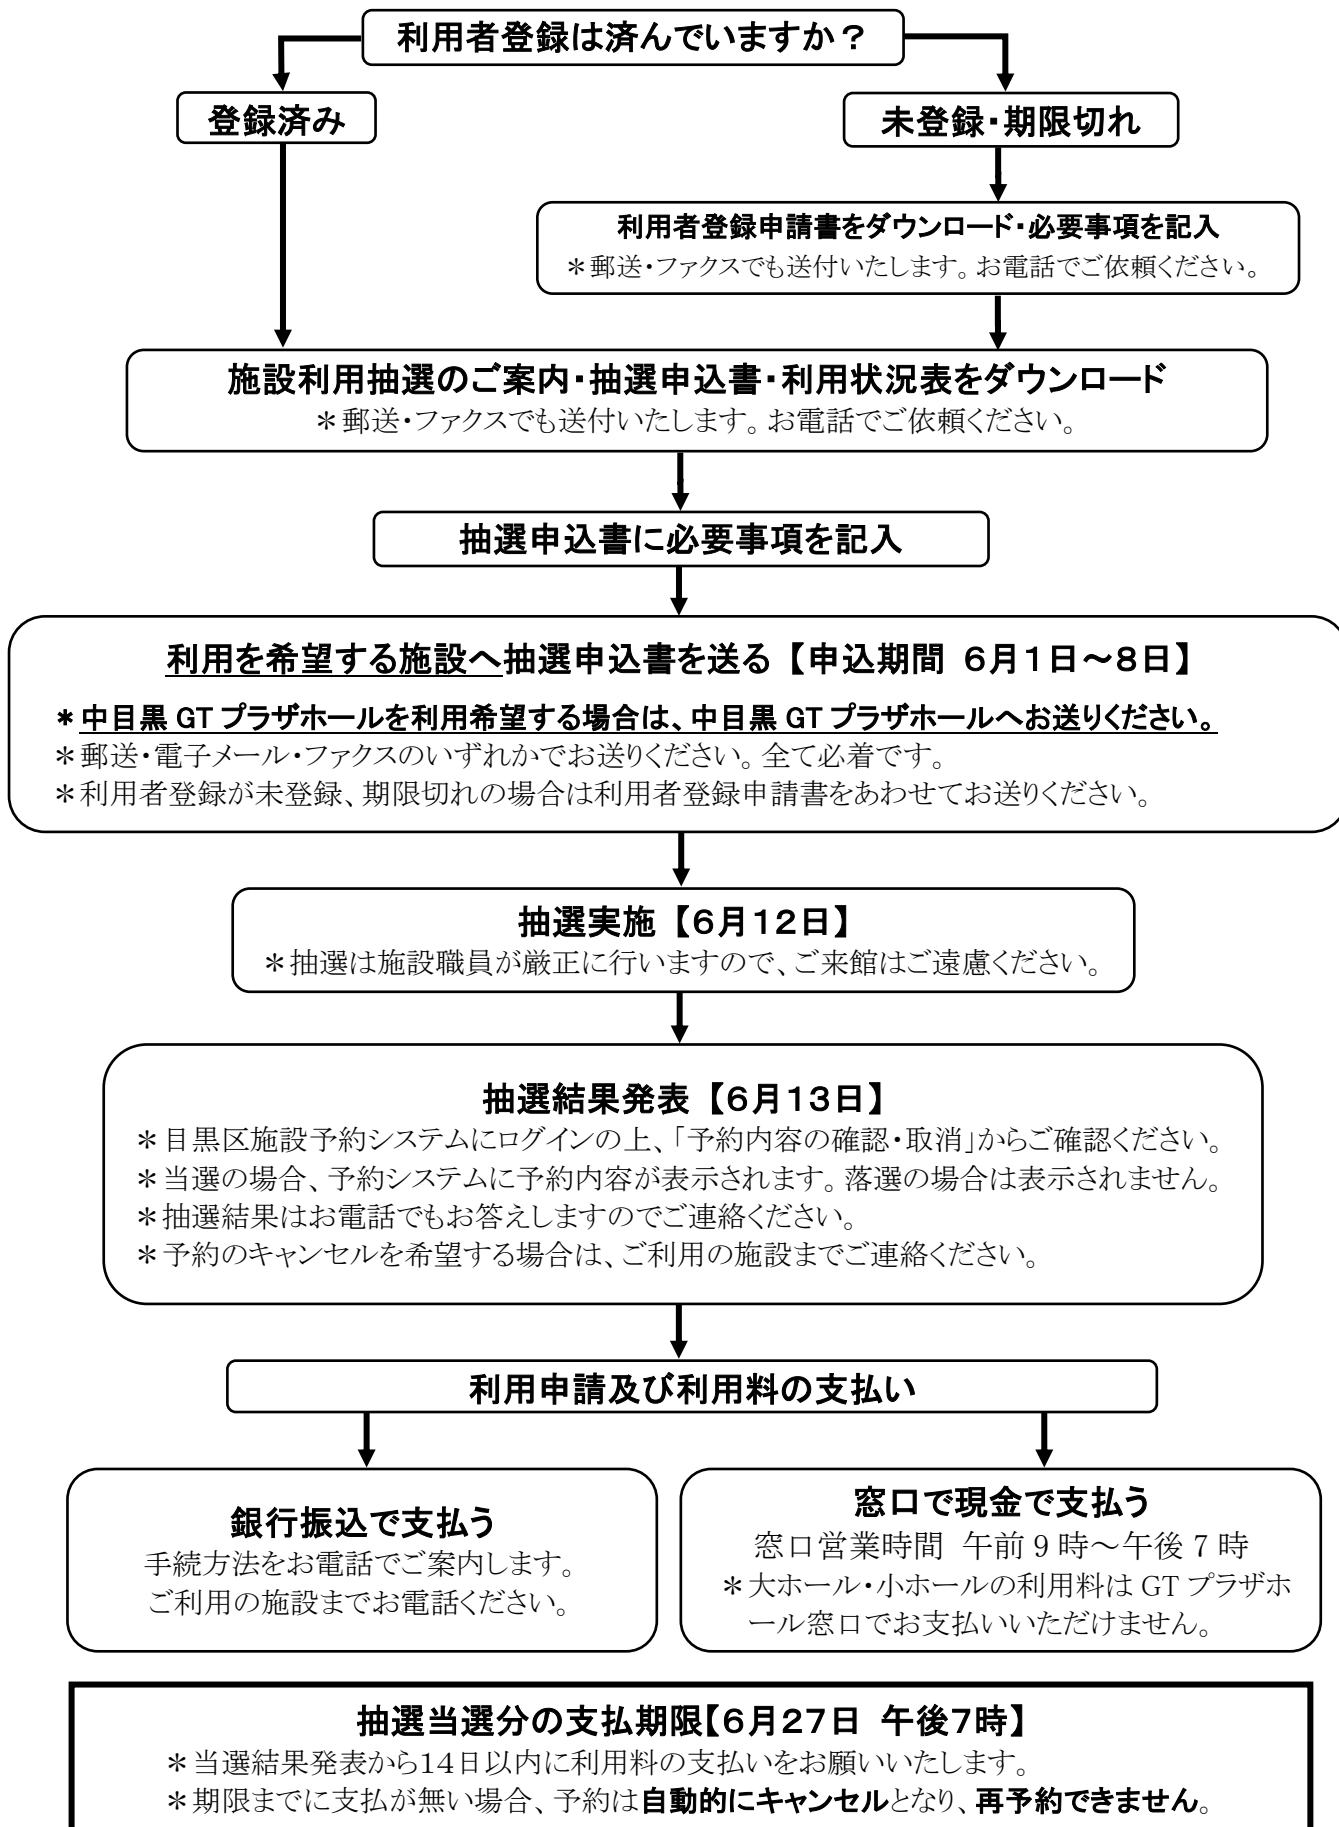 利用者登録は済んでいますか？
登録済み
未登録・期限切れ
利用者登録申請書をダウンロード・必要事項を記入
＊郵送・ファクスでも送付いたします。お電話でご依頼ください。
施設利用抽選のご案内・抽選申込書・利用状況表をダウンロード
＊郵送・ファクスでも送付いたします。お電話でご依頼ください。
抽選申込書に必要事項を記入
利用を希望する施設へ抽選申込書を送る【申込期間 ６月１日～８日】
＊中目黒 GT プラザホールを利用希望する場合は、中目黒 GT プラザホールへお送りください。
＊郵送・電子メール・ファクスのいずれかでお送りください。全て必着です。
＊利用者登録が未登録、期限切れの場合は利用者登録申請書をあわせてお送りください。
抽選実施【６月１２日】
＊抽選は施設職員が厳正に行いますので、ご来館はご遠慮ください。
抽選結果発表【６月１３日】
＊目黒区施設予約システムにログインの上、「予約内容の確認・取消」からご確認ください。
＊当選の場合、予約システムに予約内容が表示されます。落選の場合は表示されません。
＊抽選結果はお電話でもお答えしますのでご連絡ください。
＊予約のキャンセルを希望する場合は、ご利用の施設までご連絡ください。
利用申請及び利用料の支払い
銀行振込で支払う
手続方法をお電話でご案内します。
ご利用の施設までお電話ください。
窓口で現金で支払う
窓口営業時間 午前 9 時～午後 7 時
＊大ホール・小ホールの利用料は GT プラザホ
ール窓口でお支払いいただけません。
抽選当選分の支払期限【６月２７日 午後７時】
＊当選結果発表から１４日以内に利用料の支払いをお願いいたします。
＊期限までに支払が無い場合、予約は自動的にキャンセルとなり、再予約できません。